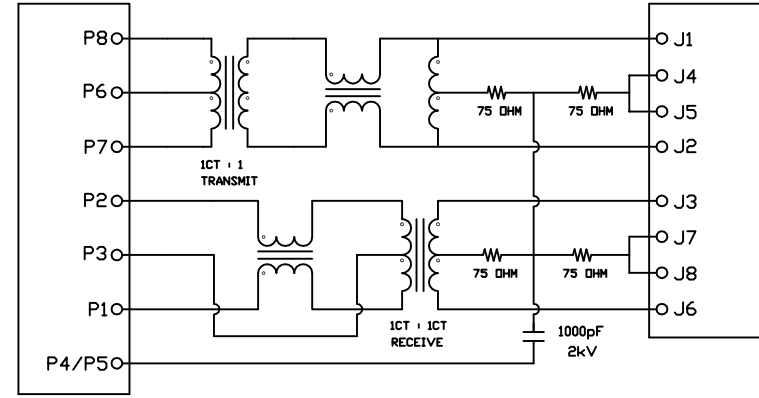 P8
J1
J4
P6
75 OHM
75 OHM
J5
P7
J2
1CT : 1
TRANSMIT
P2
J3
J7
P3
75 OHM
75 OHM
J8
P1
J6
1CT : 1CT
RECEIVE
1000pF
2kV
P4/P5